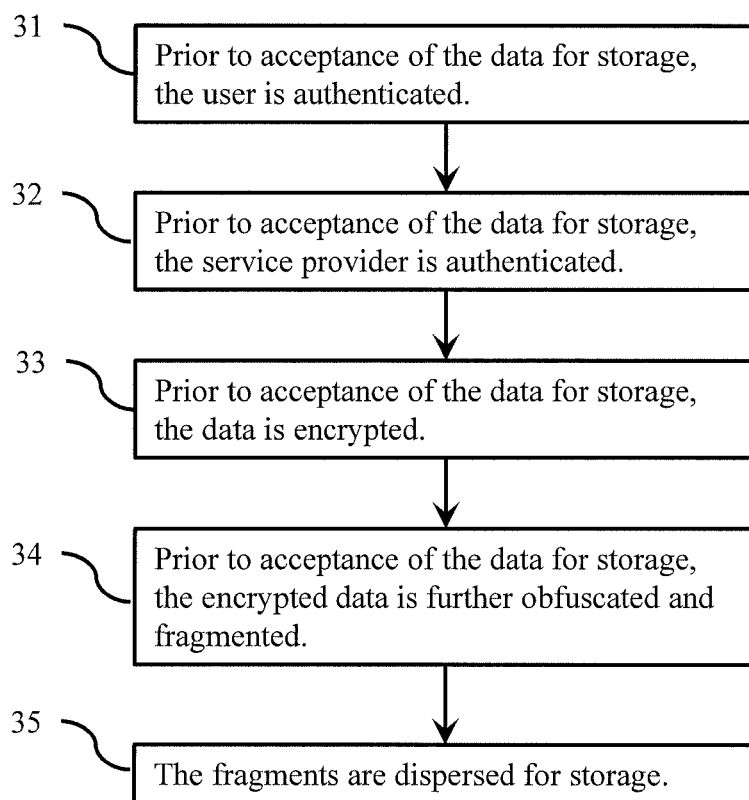 31
Prior to acceptance of the data for storage,
the user is authenticated.
32
Prior to acceptance of the data for storage,
the service provider is authenticated.
33
Prior to acceptance of the data for storage,
the data is encrypted.
34
Prior to acceptance of the data for storage,
the encrypted data is further obfuscated and
fragmented.
35
The fragments are dispersed for storage.